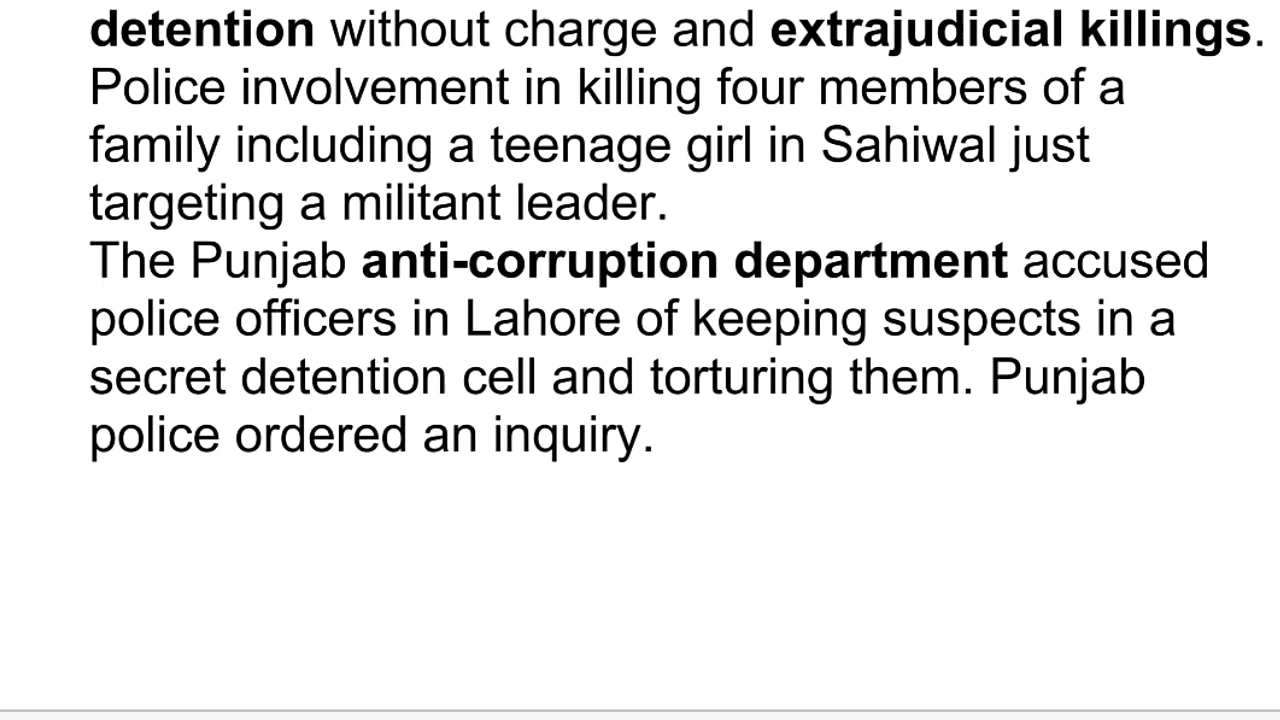 detention without charge and extrajudicial killings.
Police involvement in killing four members of a
family including a teenage girl in Sahiwal just
targeting a militant leader.
The Punjab anti-corruption department accused
police officers in Lahore of keeping suspects in a
secret detention cell and torturing them. Punjab
police ordered an inquiry.